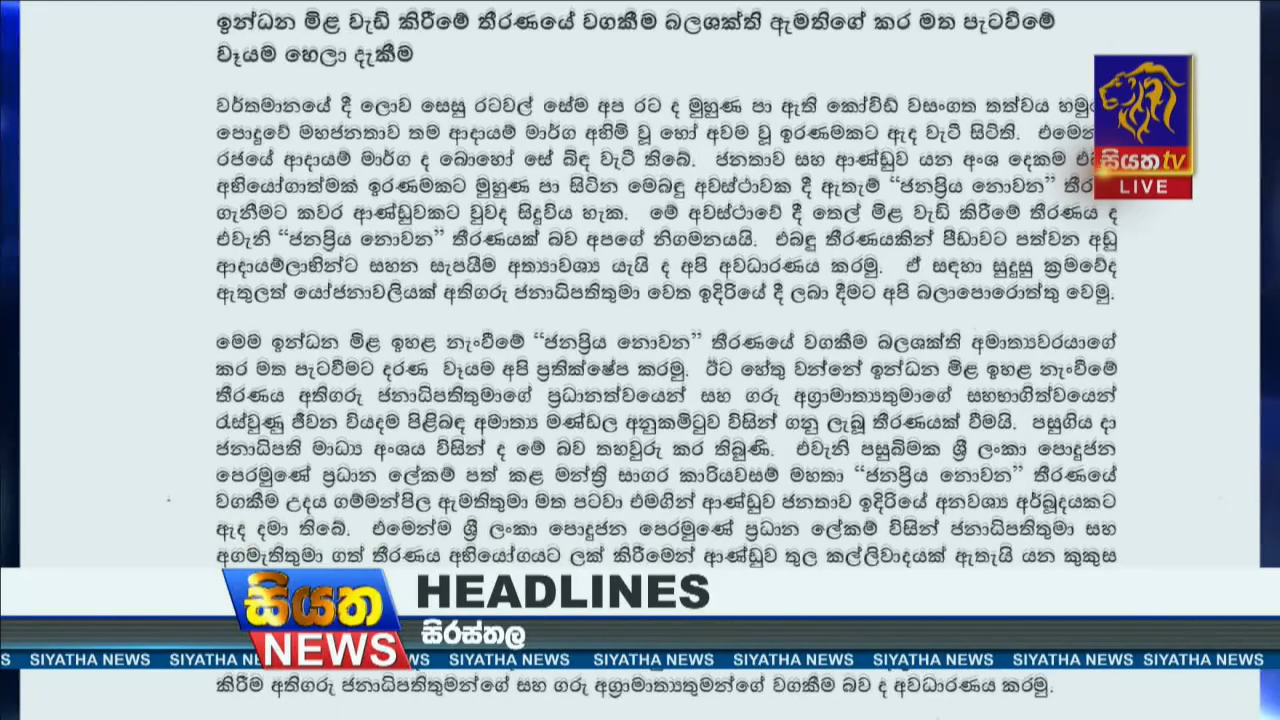 ඉන්ධන මිළ වැඩි කිරීමේ තීරණයේ වගකීම බලශක්ති ඇමතිගේ කර මත පැටවීමේ
වෑයම හෙලා දැකීම
වර්තමානයේ දී ලොව සෙසු රටවල් සේම අප රට ද මුහුණ පා ඇති කෝවිඩ් වසංගත තත්වය
පොදුවේ මහජනතාව තම ආදායම් මාර්ග අහිමි වූ හෝ අවම වූ ඉරණමකට ඇද වැටී සිටිති.
රජයේ ආදායම් මාර්ග ද බොහෝ සේ බිඳ වැටී තිබේ. ජනතාව සහ ආණ්ඩුව යන අංශ දෙකම
අභියෝගාත්මක ඉරණමකට මුහුණ පා සිටින මෙබඳු අවස්ථාවක දී ඇතැම් “ජනප්‍රිය නොවන”
ගැනීමට කවර ආණ්ඩුවකට වුවද සිදුවිය හැක. මේ අවස්ථාවේ දී තෙල් මිළ වැඩි කිරීමේ තීරණය ද
එවැනි “ජනප්‍රිය නොවන” තීරණයක් බව අපගේ නිගමනයයි. එබඳු තීරණයකින් පීඩාවට පත්වන අඩු
ආදායම්ලාභින්ට සහන සැපයීම අත්‍යාවශ්‍ය යැයි ද අපි අවධාරණය කරමු. ඒ සඳහා සුදුසු ක්‍රමවේද
ඇතුලත් යෝජනාවලියක් අතිගරු ජනාධිපතිතුමා වෙත ඉදිරියේ දී ලබා දීමට අපි බලාපොරොත්තු වෙමු.
මෙම ඉන්ධන මිළ ඉහළ නැංවීමේ “ජනප්‍රිය නොවන” තීරණයේ වගකීම බලශක්ති අමාත්‍යවරයාගේ
කර මත පැටවීමට දරණ වෑයම අපි ප්‍රතික්ෂේප කරමු. ඊට හේතු වන්නේ ඉන්ධන මිළ ඉහළ නැංවීමේ
තීරණය අතිගරු ජනාධිපතිතුමාගේ ප්‍රධානත්වයෙන් සහ ගරු අග්‍රාමාත්‍යතුමාගේ සහභාගිත්වයෙන්
රැස්වුණු ජීවන වියදම පිළිබඳ අමාත්‍ය මණ්ඩල අනුකමිටුව විසින් ගනු ලැබූ තීරණයක් වීමයි. පසුගිය දා
ජනාධිපති මාධ්‍ය අංශය විසින් ද මේ බව තහවුරු කර තිබුණි. එවැනි පසුබිමක ශ්‍රී ලංකා පොදුජන
පෙරමුණේ ප්‍රධාන ලේකම් පත් කළ මන්ත්‍රි සාගර කාරියවසම් මහතා “ජනප්‍රිය නොවන” තීරණයේ
වගකීම උදය ගම්මන්පිල ඇමතිතුමා මත පටවා එමගින් ආණ්ඩුව ජනතාව ඉදිරියේ අනවශ්‍ය අර්බුදයකට
ඇද දමා තිබේ. එමෙන්ම ශ්‍රී ලංකා පොදුජන පෙරමුණේ ප්‍රධාන ලේකම් විසින් ජනාධිපතිතුමා සහ
අගමැතිතුමා ගත් තීරණය අභියෝගයට ලක් කිරීමෙන් ආණ්ඩුව තුල කල්ලිවාදයක් ඇතැයි යන කුකුස
සියත tv
LIVE
සියත
NEWS
HEADLINES
සිරස්තල
SIYATHA NEWS SIYATHA NEWS SIYATHA NEWS SIYATHA NEWS SIYATHA NEWS SIYATHA NEWS SIYATHA NEWS
කිරීම අතිගරු ජනාධිපතිතුමන්ගේ සහ ගරු අග්‍රාමාත්‍යතුමන්ගේ වගකීම බව ද අවධාරණය කරමු.